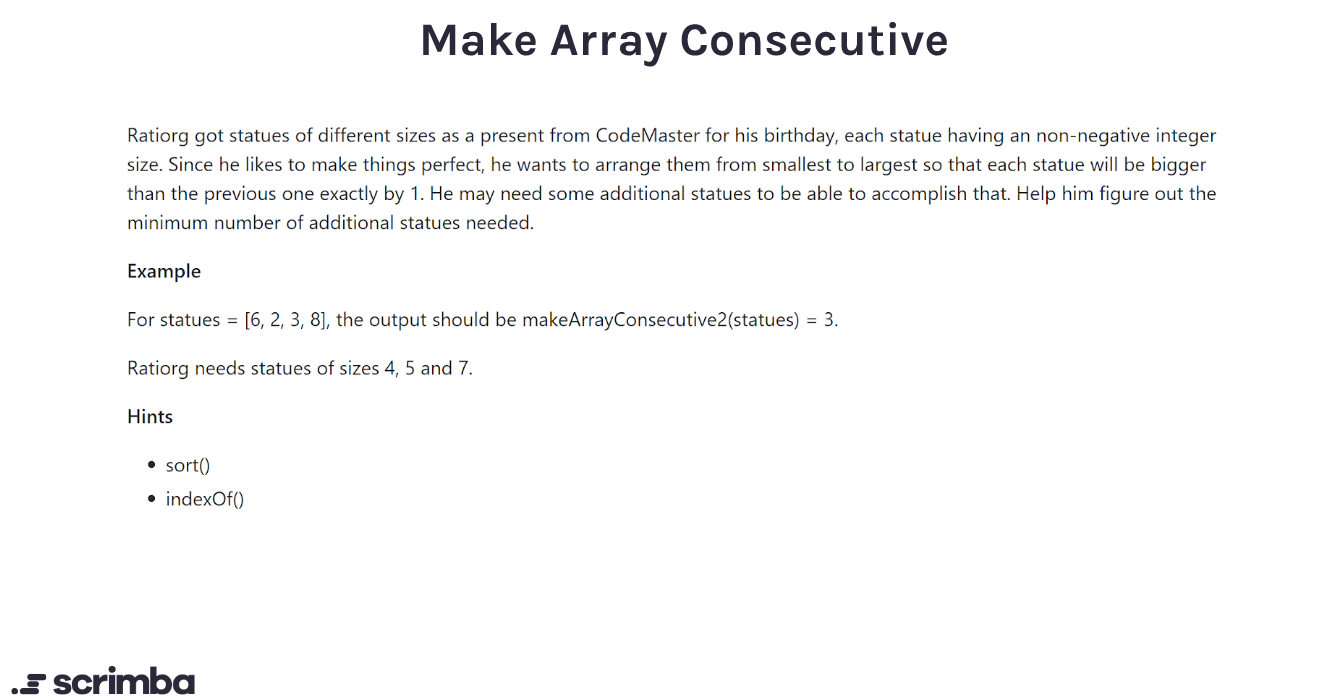 Make Array Consecutive
Ratiorg got statues of different sizes as a present from CodeMaster for his birthday, each statue having an non-negative integer
size. Since he likes to make things perfect, he wants to arrange them from smallest to largest so that each statue will be bigger
than the previous one exactly by 1. He may need some additional statues to be able to accomplish that. Help him figure out the
minimum number of additional statues needed.
Example
For statues = [6, 2, 3, 8], the output should be makeArrayConsecutive2(statues) = 3.
Ratiorg needs statues of sizes 4, 5 and 7.
Hints
• sort()
• indexOf()
scrimba